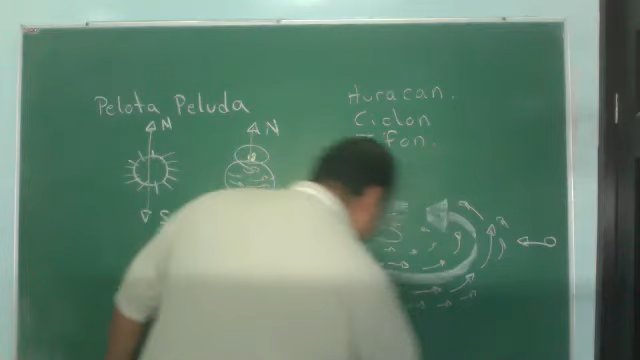 Pelota Peluda
N
S
N
Huracan.
Ciclon
Tifon.